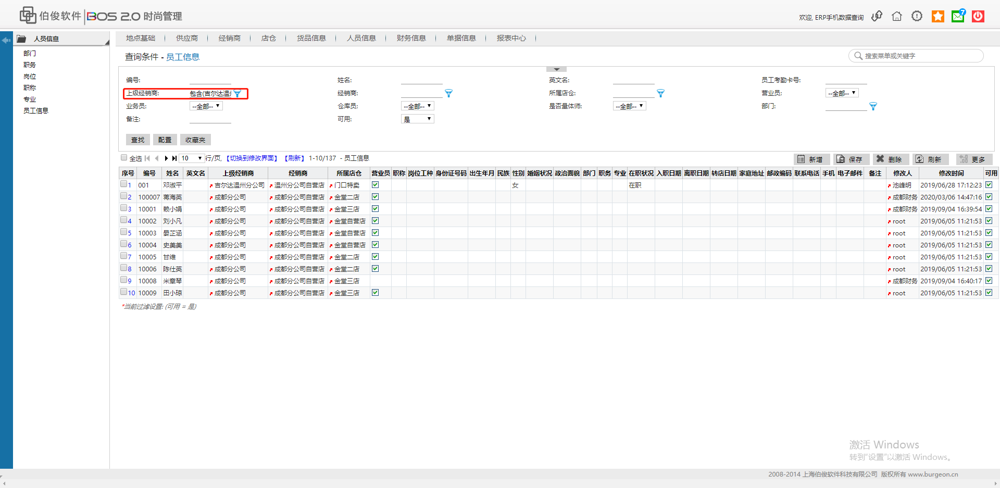 伯俊软件 BOS 2.0 时尚管理
欢迎, ERP手机数据查询
7
人员信息
部门
职务
岗位
职称
专业
员工信息
地点基础 供应商 经销商 店仓 货品信息 人员信息 财务信息 单据信息 报表中心
查询条件 - 员工信息
搜索菜单或关键字
编号: 姓名: 英文名: 员工考勤卡号:
上级经销商: 包含(吉尔达温 经销商: 所属店仓: 营业员: --全部--
业务员: --全部-- 仓库员: --全部-- 是否量体师: --全部-- 部门:
备注: 可用: 是
查找 配置 收藏夹
全选 10 行/页, 【切换到修改界面】 【刷新】 1-10/137 - 员工信息
新增 保存 删除 刷新 更多
序号 编号 姓名 英文名 上级经销商 经销商 所属店仓 营业员 职称 岗位工种 身份证号码 出生年月 民族 性别 婚姻状况 政治面貌 部门 职务 专业 在职状况 入职日期 离职日期 转店日期 家庭地址 邮政编码 联系电话 手机 电子邮件 备注 修改人 修改时间 可用
1 001 邓淑平 吉尔达温州分公司 温州分公司自营店 门口特卖 女 在职 池峰明 2019/06/28 17:12:23
2 100007 蒋海英 成都分公司 成都分公司自营店 金堂二店 成都财务 2020/03/06 14:47:16
3 10001 赖小娟 成都分公司 成都分公司自营店 金堂三店 成都财务 2019/09/04 16:39:54
4 10002 刘小凡 成都分公司 成都分公司自营店 金堂自营店 root 2019/06/05 11:21:53
5 10003 晏芷涵 成都分公司 成都分公司自营店 金堂自营店 root 2019/06/05 11:21:53
6 10004 史美美 成都分公司 成都分公司自营店 金堂自营店 root 2019/06/05 11:21:53
7 10005 甘维 成都分公司 成都分公司自营店 金堂二店 root 2019/06/05 11:21:53
8 10006 陈仕英 成都分公司 成都分公司自营店 金堂二店 root 2019/06/05 11:21:53
9 10008 米章琴 成都分公司 成都分公司自营店 金堂三店 成都财务 2019/09/04 16:40:17
10 10009 田小琼 成都分公司 成都分公司自营店 金堂三店 root 2019/06/05 11:21:53
*当前过滤设置: (可用 = 是)
激活 Windows
转到“设置”以激活 Windows。
2008-2014 上海伯俊软件科技有限公司 版权所有 www.burgeon.cn